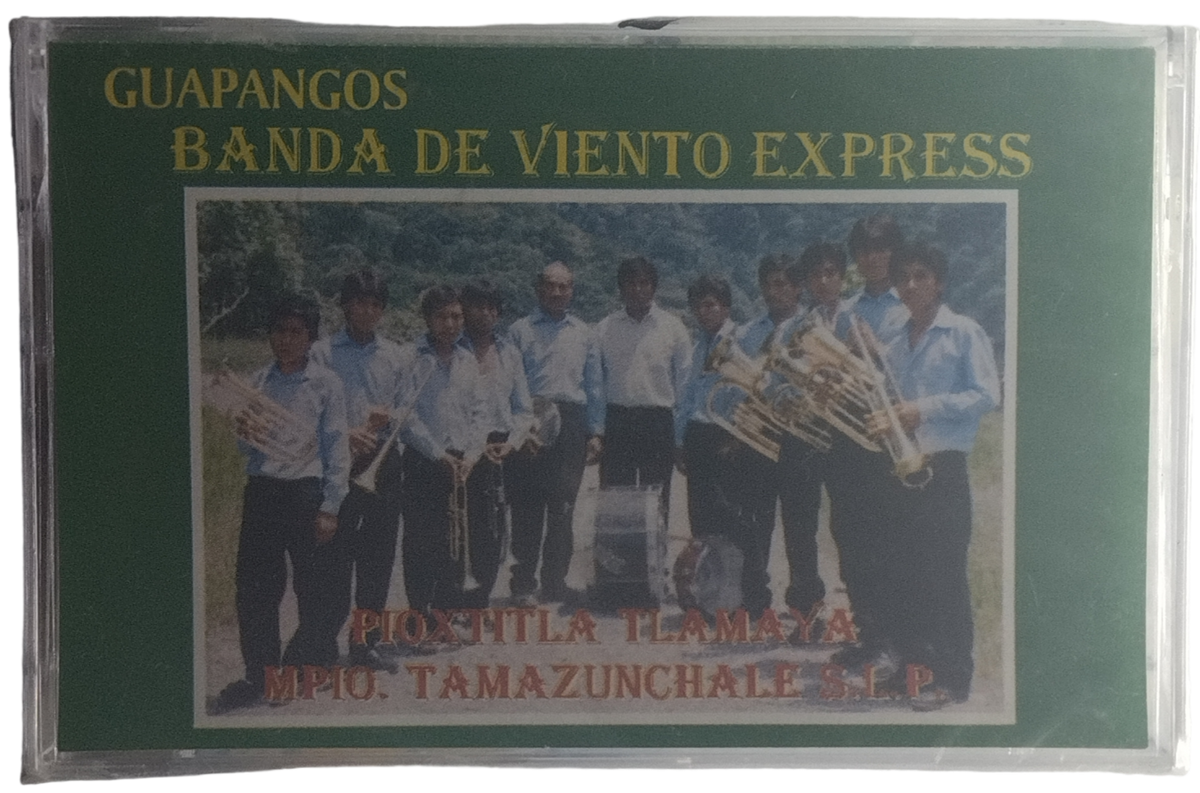 GUAPANGOS
BANDA DE VIENTO EXPRESS
PIOXTITLA TLAMAYA
MPIO. TAMAZUNCHALE S.L.P.